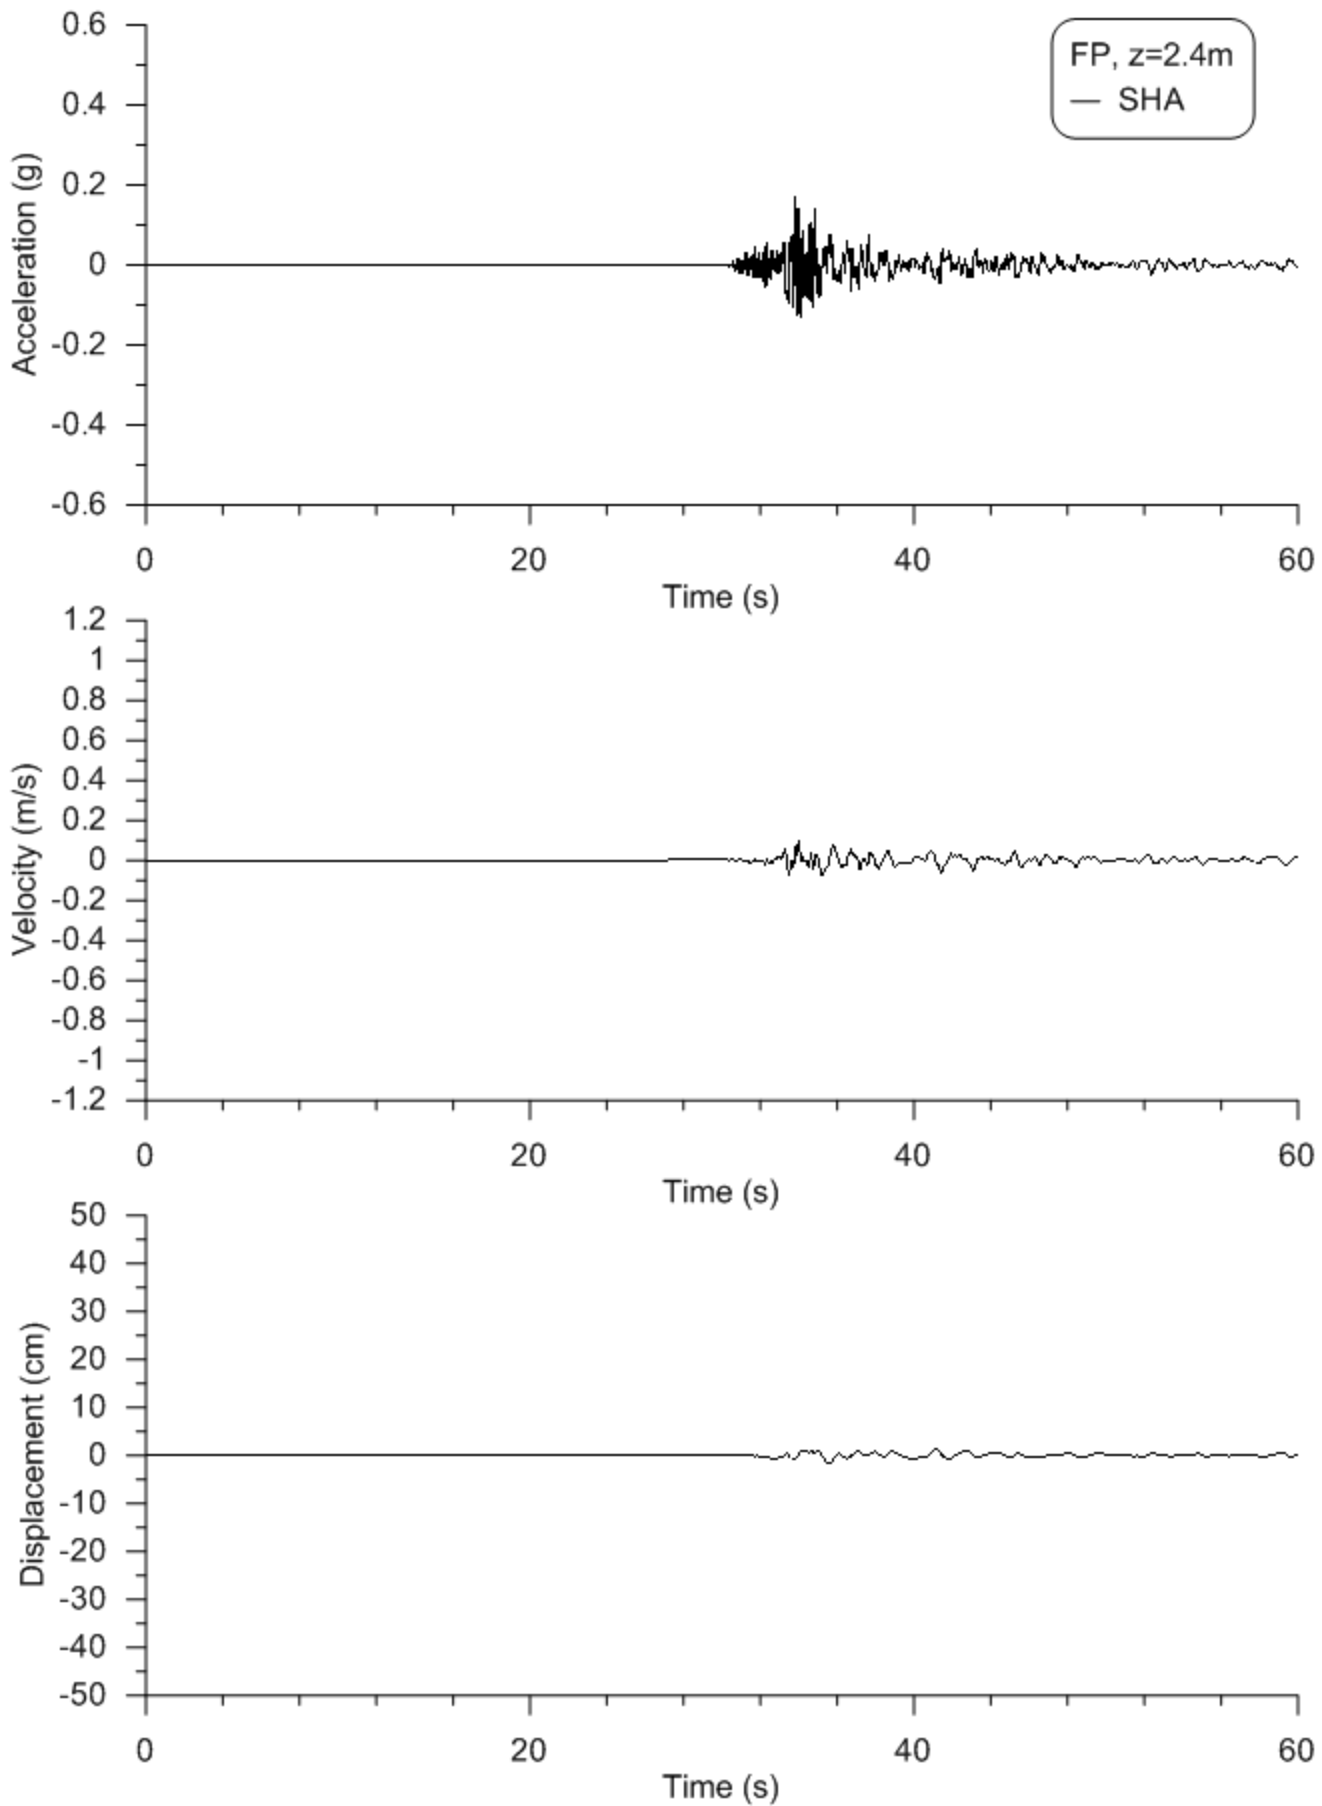 FP, z=2.4m
— SHA
Acceleration (g)
0.6
0.4
0.2
0
-0.2
-0.4
-0.6
0 20 40 60
Time (s)
Velocity (m/s)
1.2
1
0.8
0.6
0.4
0.2
0
-0.2
-0.4
-0.6
-0.8
-1
-1.2
0 20 40 60
Time (s)
Displacement (cm)
50
40
30
20
10
0
-10
-20
-30
-40
-50
0 20 40 60
Time (s)